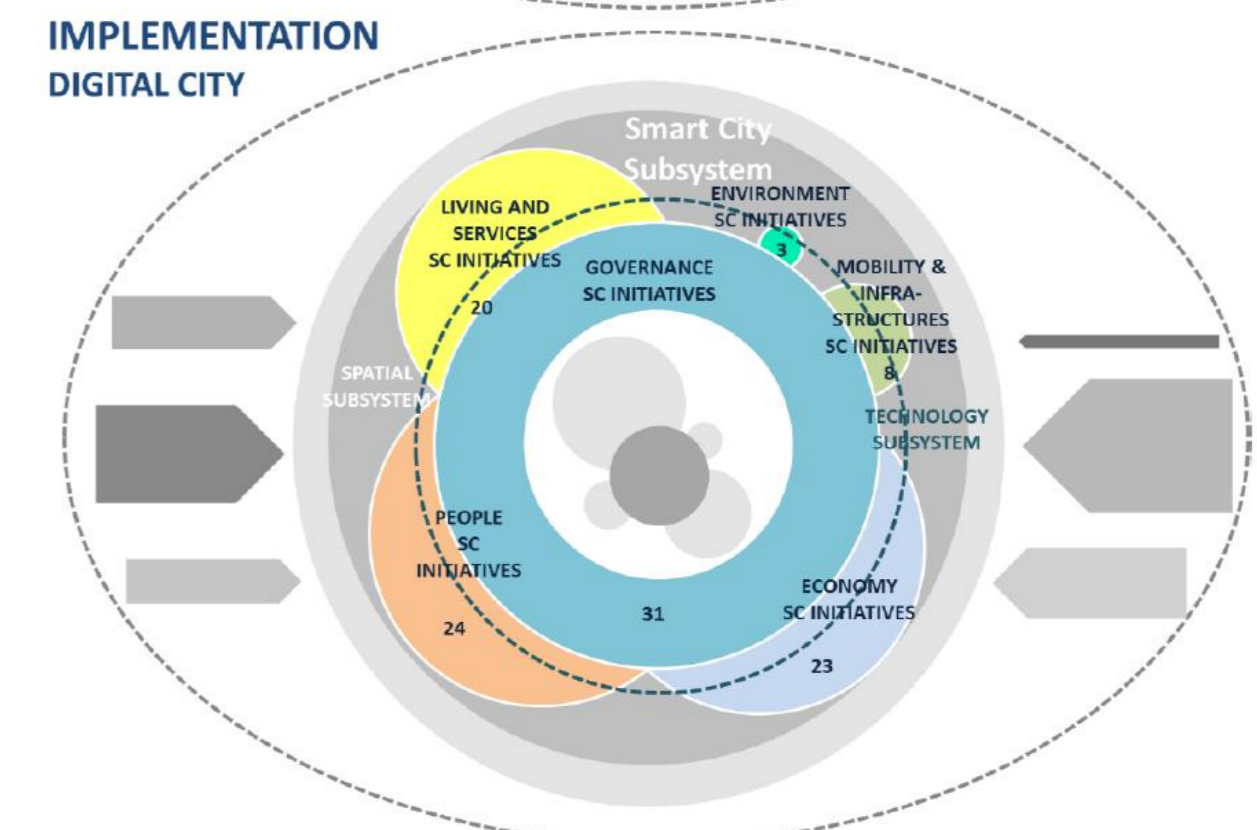 IMPLEMENTATION
DIGITAL CITY
Smart City
Subsystem
ENVIRONMENT
SC INITIATIVES
3
LIVING AND
SERVICES
SC INITIATIVES
20
GOVERNANCE
SC INITIATIVES
31
MOBILITY &
INFRA-
STRUCTURES
SC INITIATIVES
8
SPATIAL
SUBSYSTEM
TECHNOLOGY
SUBSYSTEM
PEOPLE
SC
INITIATIVES
24
ECONOMY
SC INITIATIVES
23